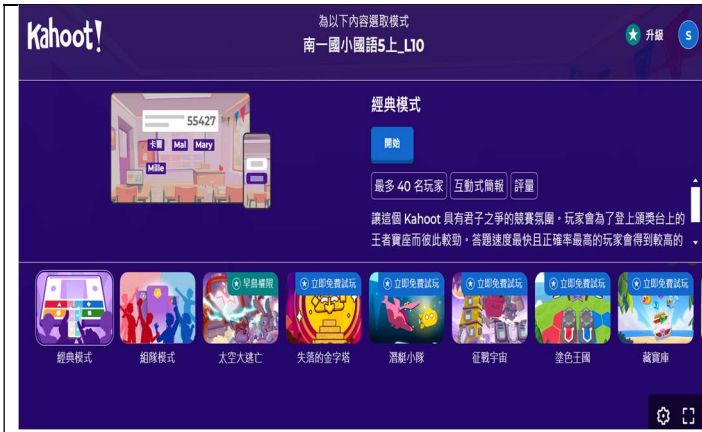 Kahoot!
為以下內容選取模式
南一國小國語5上_L10
升級
S
55427
卡爾 Mal Mary
Mille
經典模式
開始
最多 40 名玩家 互動式簡報 評量
讓這個 Kahoot 具有君子之爭的競賽氛圍。玩家會為了登上頒獎台上的
王者寶座而彼此較勁。答題速度最快且正確率最高的玩家會得到較高的
早鳥權限 立即免費試玩 立即免費試玩 立即免費試玩 立即免費試玩 立即免費試玩
經典模式 組隊模式 太空大逃亡 失落的金字塔 潛艇小隊 征戰宇宙 塗色王國 藏寶庫